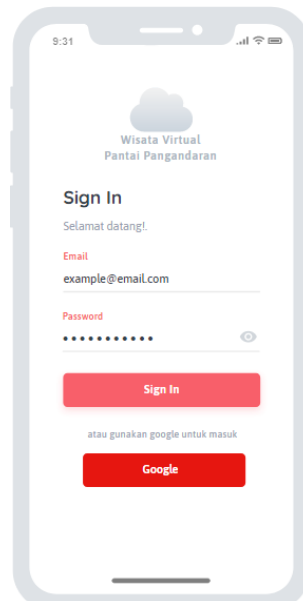 9:31
Wisata Virtual
Pantai Pangandaran
Sign In
Selamat datang!.
Email
example@email.com
Password
Sign In
atau gunakan google untuk masuk
Google